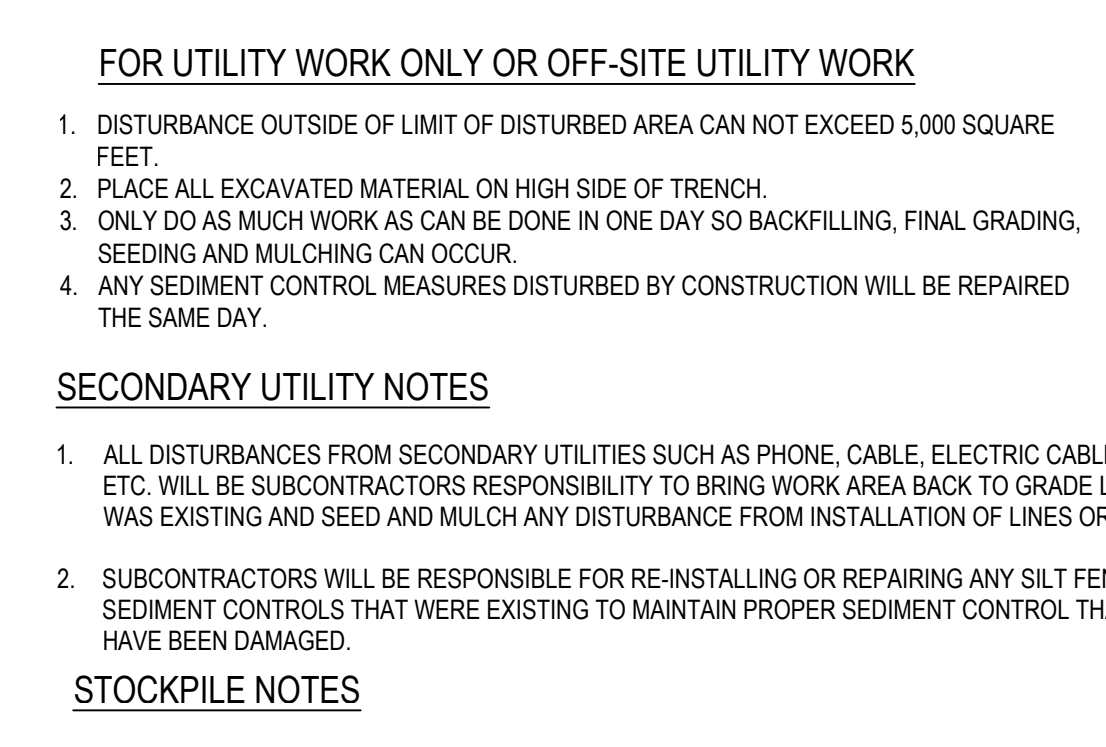 FOR UTILITY WORK ONLY OR OFF-SITE UTILITY WORK
1. DISTURBANCE OUTSIDE OF LIMIT OF DISTURBED AREA CAN NOT EXCEED 5,000 SQUARE
FEET.
2. PLACE ALL EXCAVATED MATERIAL ON HIGH SIDE OF TRENCH.
3. ONLY DO AS MUCH WORK AS CAN BE DONE IN ONE DAY SO BACKFILLING, FINAL GRADING,
SEEDING AND MULCHING CAN OCCUR.
4. ANY SEDIMENT CONTROL MEASURES DISTURBED BY CONSTRUCTION WILL BE REPAIRED
THE SAME DAY.
SECONDARY UTILITY NOTES
1. ALL DISTURBANCES FROM SECONDARY UTILITIES SUCH AS PHONE, CABLE, ELECTRIC
ETC. WILL BE SUBCONTRACTORS RESPONSIBILITY TO BRING WORK AREA BACK TO GRADE
WAS EXISTING AND SEED AND MULCH ANY DISTURBANCE FROM INSTALLATION OF LINES OR
2. SUBCONTRACTORS WILL BE RESPONSIBLE FOR RE-INSTALLING OR REPAIRING ANY SILT
SEDIMENT CONTROLS THAT WERE EXISTING TO MAINTAIN PROPER SEDIMENT CONTROL
HAVE BEEN DAMAGED.
STOCKPILE NOTES